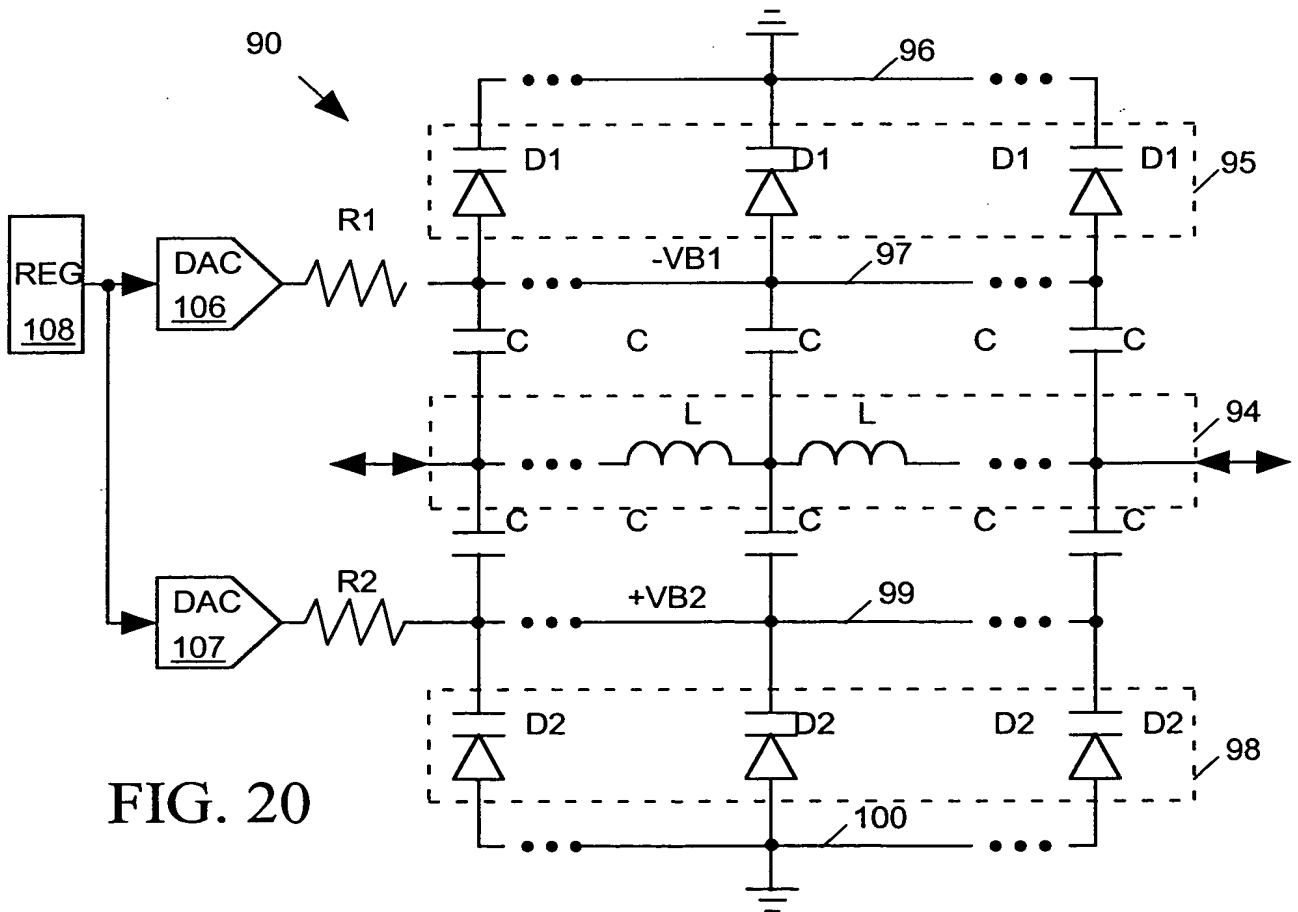 90
96
D1 D1 D1 D1
95
R1
REG
108
DAC
106
-VB1
97
C C C C C
L L
94
C C C C C
DAC
107
R2
+VB2
99
D2 D2 D2 D2
98
FIG. 20
100